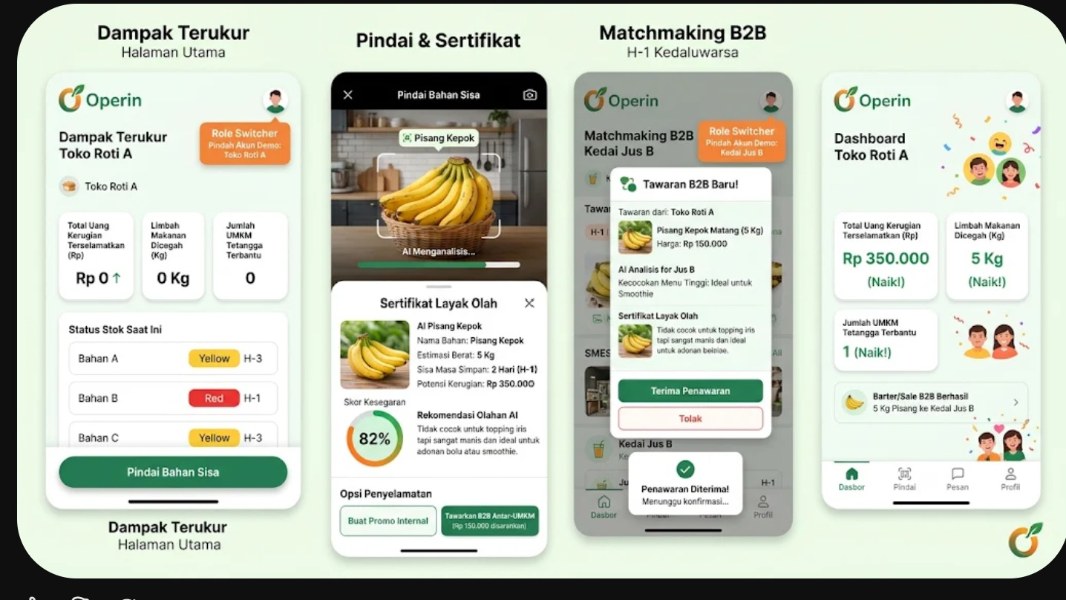 Dampak Terukur
Halaman Utama
Operin
Dampak Terukur
Toko Roti A
Role Switcher
Pindah Akun Demo:
Toko Roti A
Toko Roti A
Total Uang
Kerugian
Terselamatkan
(Rp)
Rp 0 ↑
Limbah
Makanan
Dicegah
(Kg)
0 Kg
Jumlah
UMKM
Tetangga
Terbantu
0
Status Stok Saat Ini
Bahan A Yellow H-3
Bahan B Red H-1
Bahan C Yellow H-3
Pindai Bahan Sisa
Dampak Terukur
Halaman Utama
Pindai & Sertifikat
Pindai Bahan Sisa
Pisang Kepok
AI Menganalisis...
Sertifikat Layak Olah
AI Pisang Kepok
Nama Bahan: Pisang Kepok
Estimasi Berat: 5 Kg
Sisa Masa Simpan: 2 Hari (H-1)
Potensi Kerugian: Rp 350.000
Skor Kesegaran
82%
Rekomendasi Olahan AI
Tidak cocok untuk topping iris
tapi sangat manis dan ideal untuk
adonan bolu atau smoothie.
Opsi Penyelamatan
Buat Promo Internal
Tawarkan B2B Antar-UMKM
(Rp 150.000 disarankan)
Matchmaking B2B
H-1 Kedaluwarsa
Operin
Matchmaking B2B
Kedai Jus B
Role Switcher
Pindah Akun Demo:
Kedai Jus B
Tawar
H-1
SMES
Tawaran B2B Baru!
Tawaran dari: Toko Roti A
Pisang Kepok Matang (5 Kg)
Harga: Rp 150.000
AI Analysis for Jus B
Kecocokan Menu Tinggi: Ideal untuk
Smoothie
Sertifikat Layak Olah
Tidak cocok untuk topping iris
tapi sangat manis dan ideal
untuk adonan
Terima Penawaran
Tolak
Kedai Jus B
H-1
Penawaran Diterima!
Menunggu konfirmasi...
Dasbor
Profil
Operin
Dashboard
Toko Roti A
Total Uang Kerugian
Terselamatkan (Rp)
Rp 350.000
(Naik!)
Limbah Makanan
Dicegah (Kg)
5 Kg
(Naik!)
Jumlah UMKM
Tetangga Terbantu
1 (Naik!)
Barter/Sale B2B Berhasil
5 Kg Pisang ke Kedai Jus B
Dasbor
Pindai
Pesan
Profil